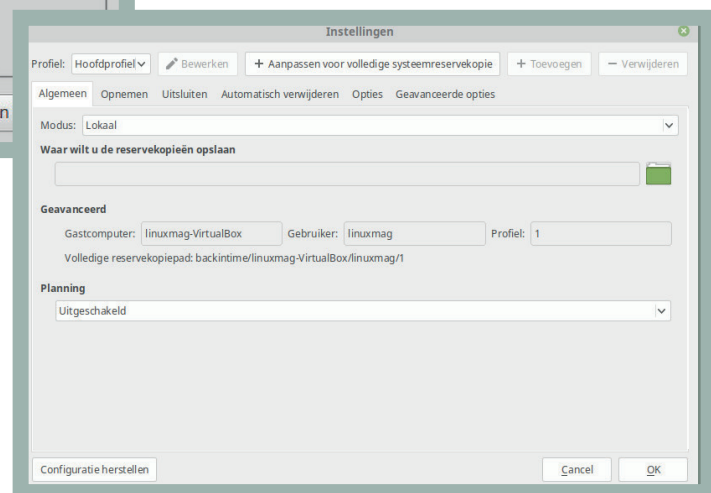 Instellingen
Profiel: Hoofdprofiel Bewerken + Aanpassen voor volledige systeemreservekopie + Toevoegen − Verwijderen
Algemeen Opnemen Uitsluiten Automatisch verwijderen Opties Geavanceerde opties
n
Modus: Lokaal
Waar wilt u de reservekopieën opslaan
Geavanceerd
Gastcomputer: linuxmag-VirtualBox Gebruiker: linuxmag Profiel: 1
Volledige reservekopiepad: backintime/linuxmag-VirtualBox/linuxmag/1
Planning
Uitgeschakeld
Configuratie herstellen Cancel OK